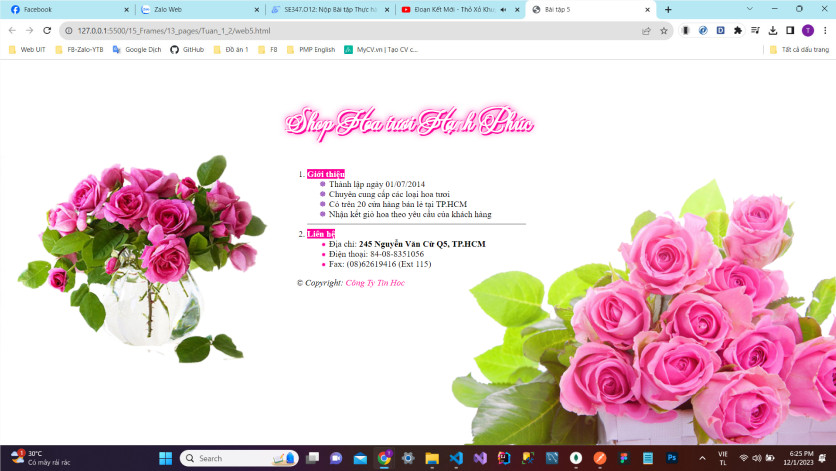 Facebook
Zalo Web
SE347.O12: Nộp Bài tập Thực h
Đoạn Kết Mới - Thỏ Xỏ Khu
Bài tập 5
127.0.0.1:5500/15_Frames/13_pages/Tuan_1_2/web5.html
T
Web UIT
FB-Zalo-YTB
Google Dịch
GitHub
Đồ án 1
F8
PMP English
MyCV.vn | Tạo CV c...
Tất cả dấu trang
Shop Hoa tươi Hạnh Phúc
1. Giới thiệu
Thành lập ngày 01/07/2014
Chuyên cung cấp các loại hoa tươi
Có trên 20 cửa hàng bán lẻ tại TP.HCM
Nhận kết giỏ hoa theo yêu cầu của khách hàng
2. Liên hệ
Địa chỉ: 245 Nguyễn Văn Cừ Q5, TP.HCM
Điện thoại: 84-08-8351056
Fax: (08)62619416 (Ext 115)
© Copyright: Công Ty Tin Hoc
1
30°C
Có mây rải rác
Search
VIE
TL
6:25 PM
12/1/2023